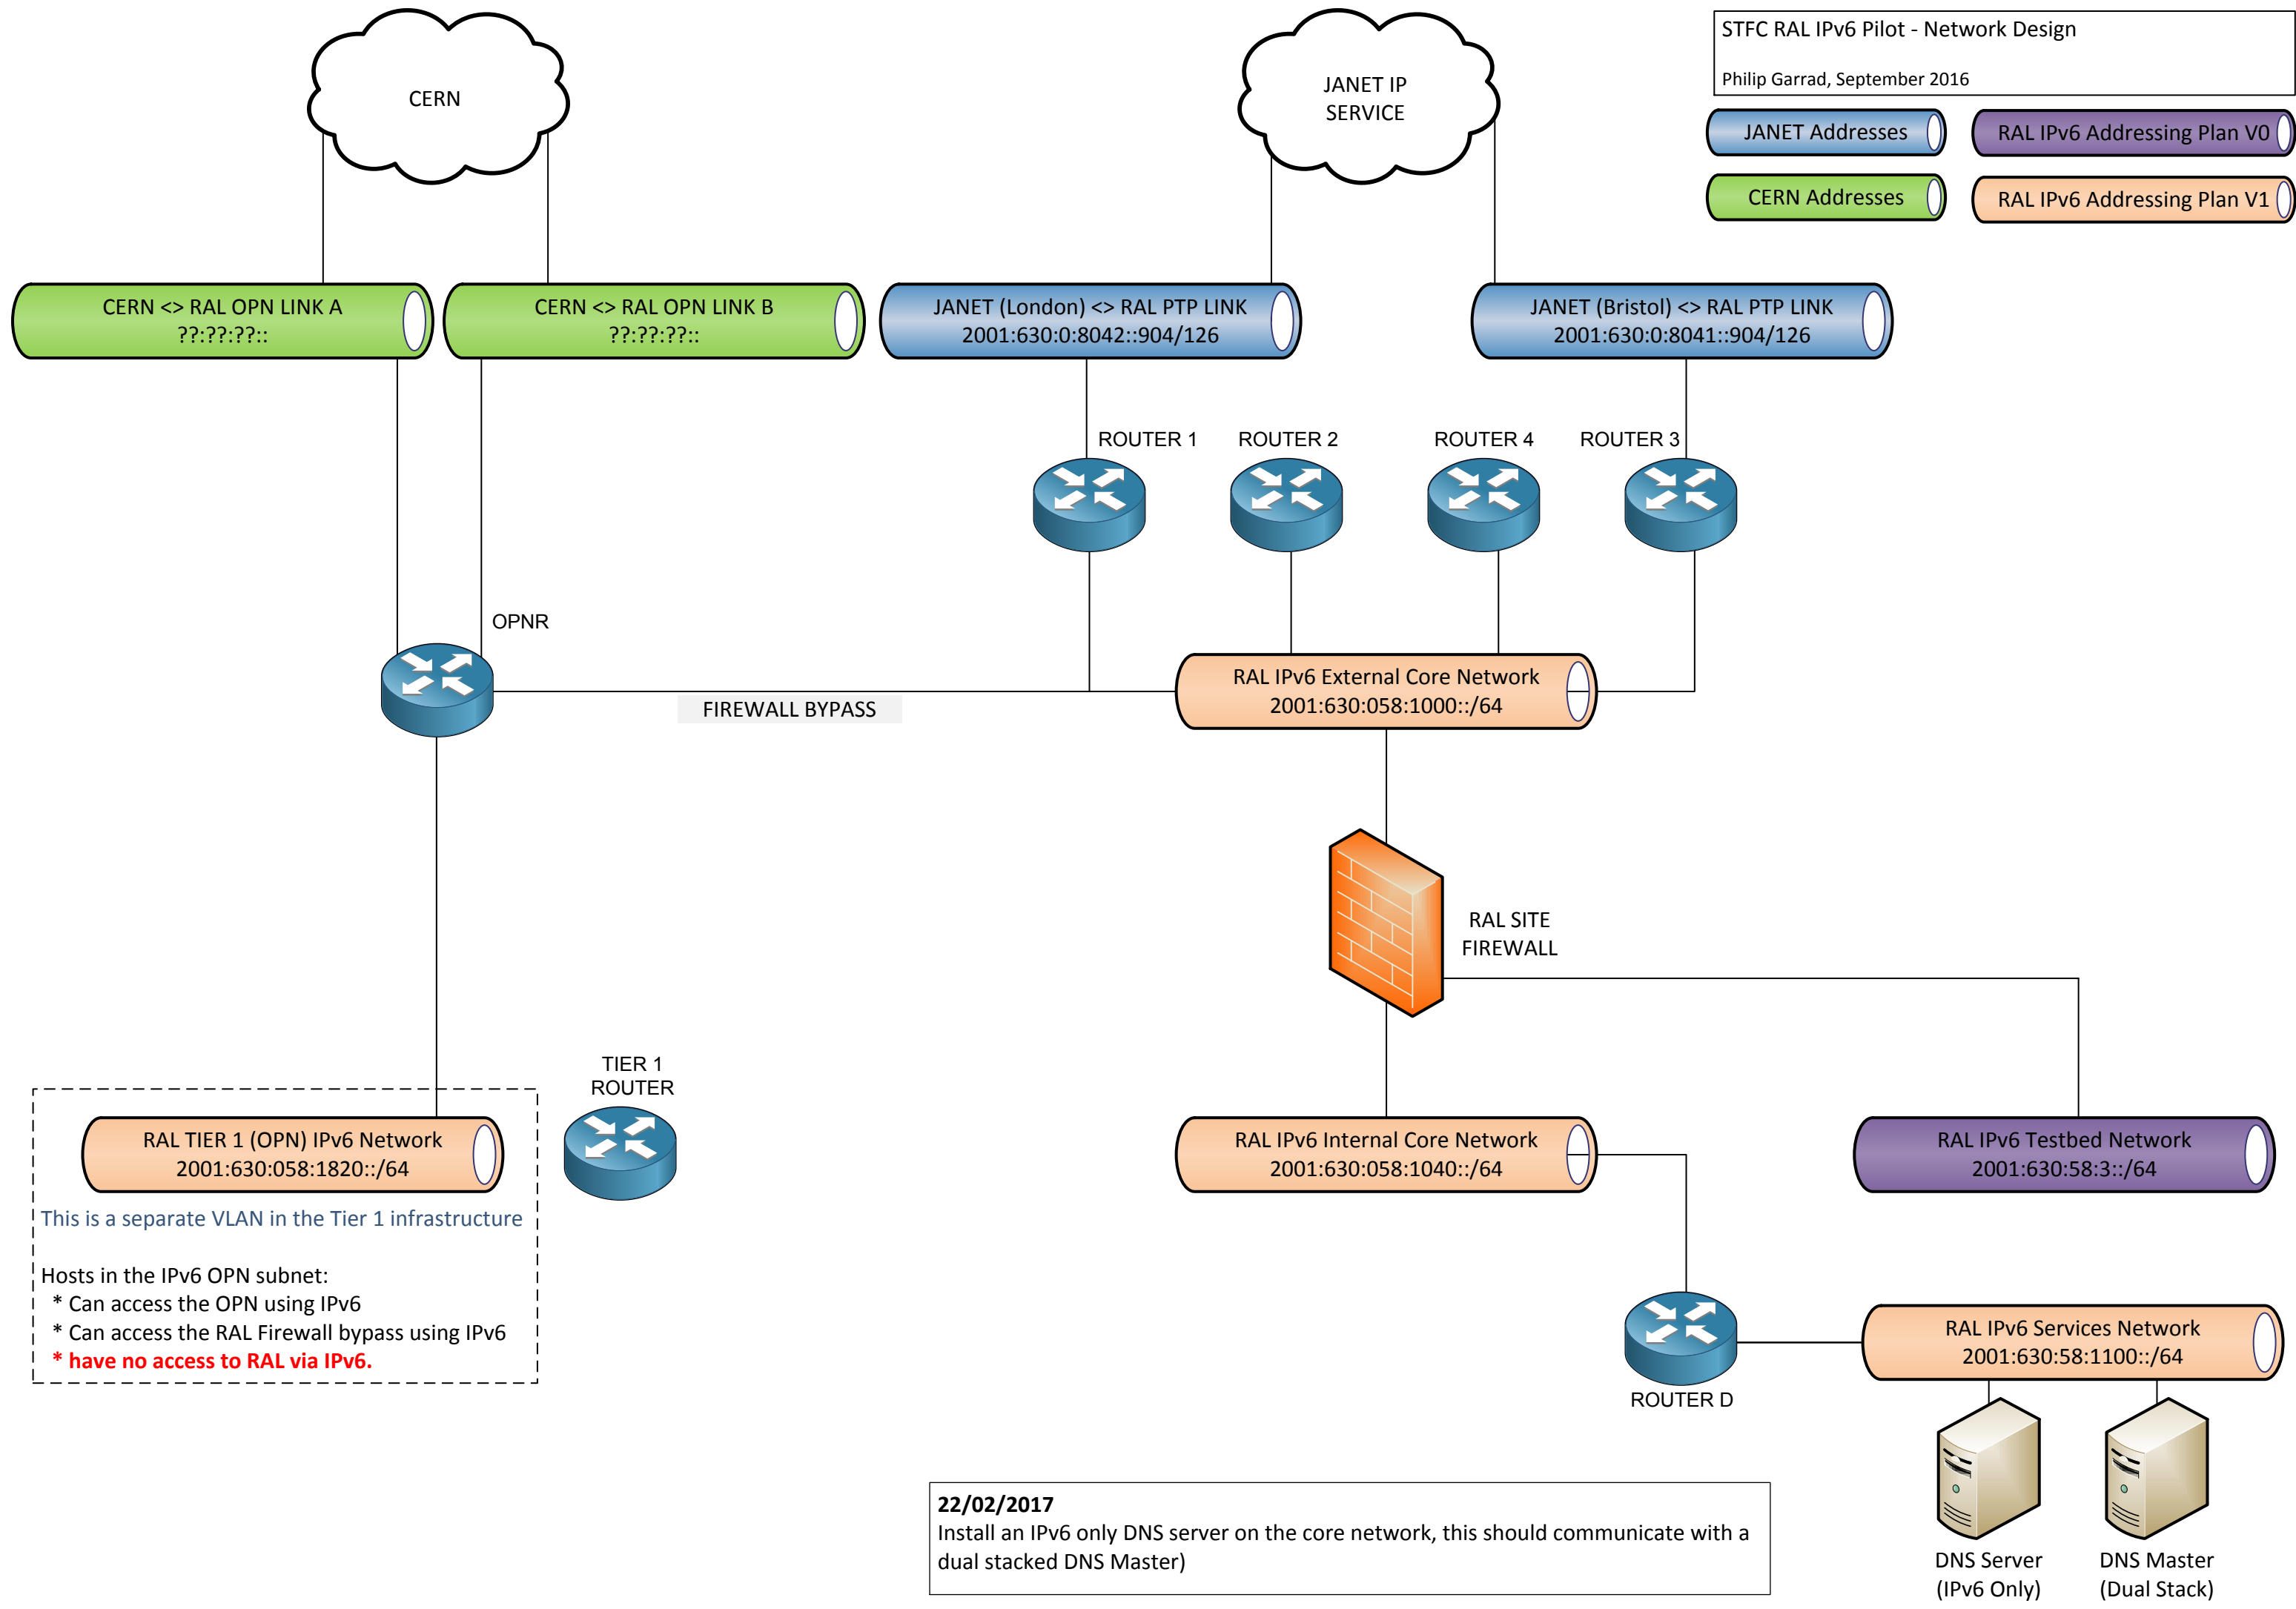 CERN
JANET IP
SERVICE
STFC RAL IPv6 Pilot - Network Design
Philip Garrad, September 2016
JANET Addresses
RAL IPv6 Addressing Plan V0
CERN Addresses
RAL IPv6 Addressing Plan V1
CERN <> RAL OPN LINK A
??:??:??::
CERN <> RAL OPN LINK B
??:??:??::
JANET (London) <> RAL PTP LINK
2001:630:0:8042::904/126
JANET (Bristol) <> RAL PTP LINK
2001:630:0:8041::904/126
ROUTER 1
ROUTER 2
ROUTER 4
ROUTER 3
OPNR
FIREWALL BYPASS
RAL IPv6 External Core Network
2001:630:058:1000::/64
RAL SITE
FIREWALL
TIER 1
ROUTER
RAL TIER 1 (OPN) IPv6 Network
2001:630:058:1820::/64
This is a separate VLAN in the Tier 1 infrastructure
Hosts in the IPv6 OPN subnet:
* Can access the OPN using IPv6
* Can access the RAL Firewall bypass using IPv6
* have no access to RAL via IPv6.
RAL IPv6 Internal Core Network
2001:630:058:1040::/64
RAL IPv6 Testbed Network
2001:630:58:3::/64
ROUTER D
RAL IPv6 Services Network
2001:630:58:1100::/64
22/02/2017
Install an IPv6 only DNS server on the core network, this should communicate with a
dual stacked DNS Master)
DNS Server
(IPv6 Only)
DNS Master
(Dual Stack)